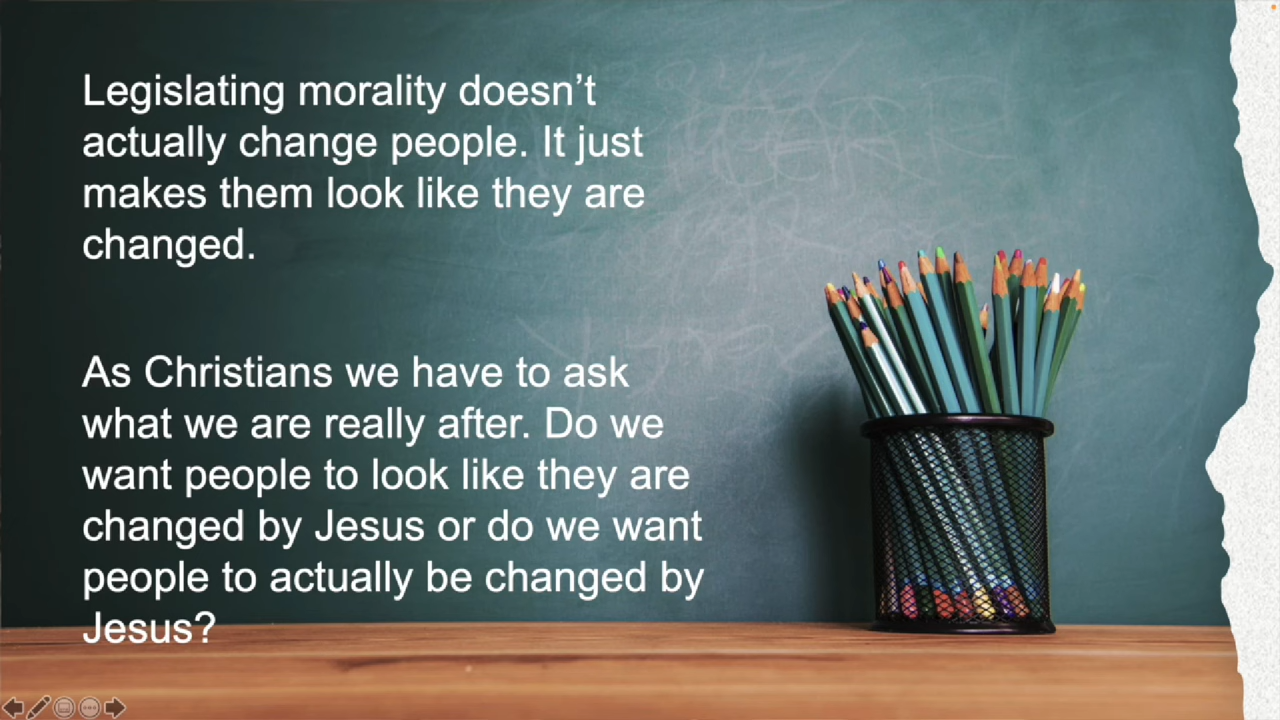 Legislating morality doesn’t
actually change people. It just
makes them look like they are
changed.
As Christians we have to ask
what we are really after. Do we
want people to look like they are
changed by Jesus or do we want
people to actually be changed by
Jesus?